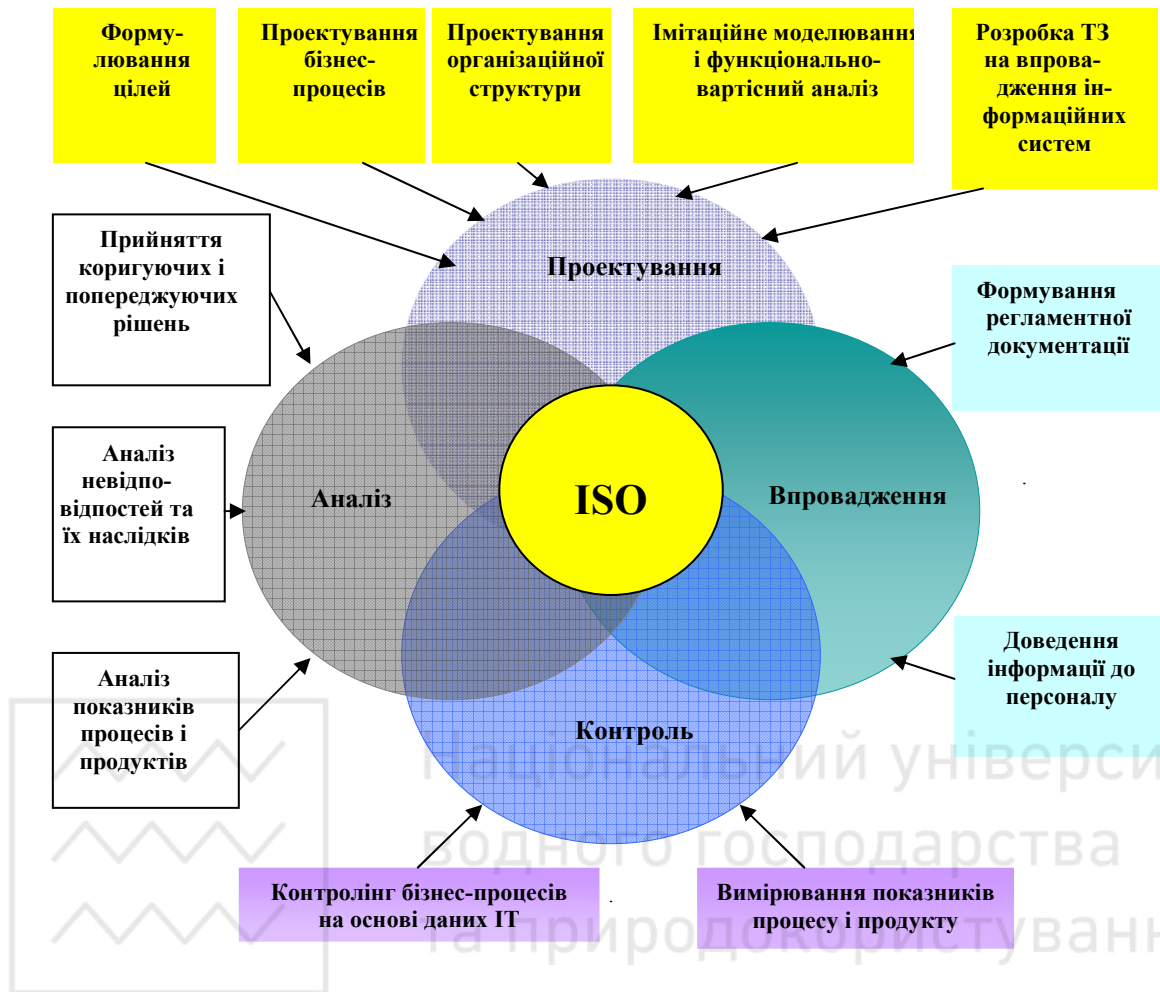 Форму-
лювання
цілей
Проектування
бізнес-
процесів
Проектування
організаційної
структури
Імітаційне моделювання
і функціонально-
вартісний аналіз
Розробка ТЗ
на впрова-
дження ін-
формаційних
систем
Прийняття
коригуючих і
попереджуючих
рішень
Проектування
Формування
регламентної
документації
Аналіз
невідпо-
відпостей та
їх наслідків
Аналіз
ISO
Впровадження
Аналіз
показників
процесів і
продуктів
Доведення
інформації до
персоналу
Контроль
Національний універси
водного господарства
та природокористуванн
Контролінг бізнес-процесів
на основі даних ІТ
Вимірювання показників
процесу і продукту